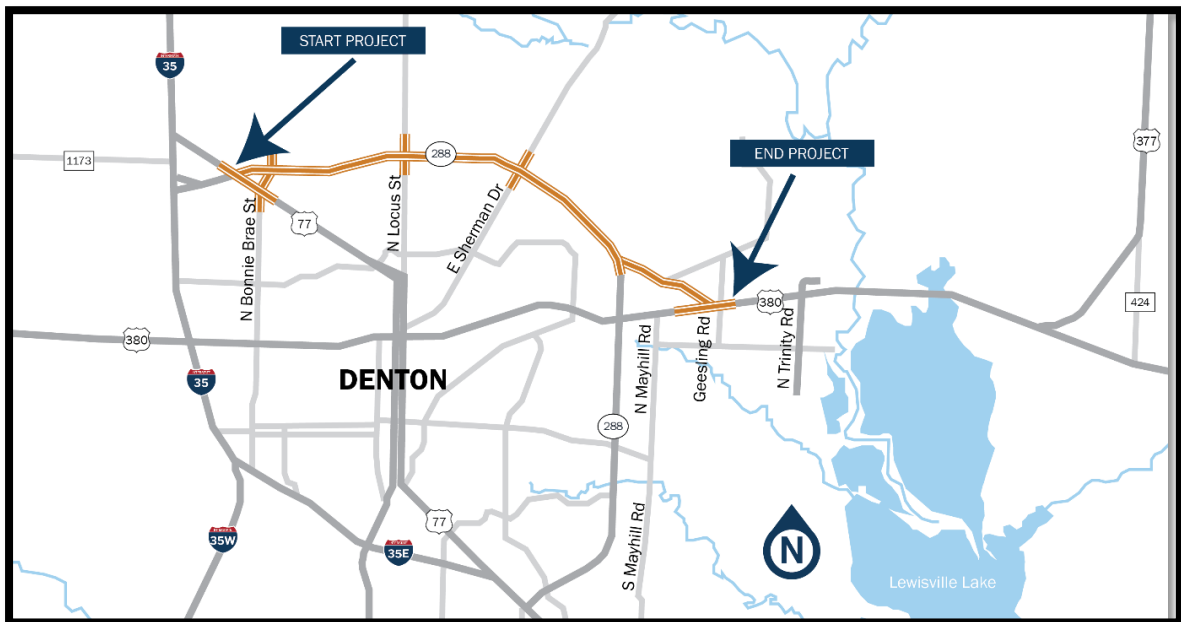 START PROJECT
35
1173
288
END PROJECT
377
N Bonnie Brae St.
77
N Locus St
E Sherman Dr
380
424
380
N Mayhill Rd
Geesling Rd
N Trinity Rd
35
DENTON
288
77
35W
35E
S Mayhill Rd
N
Lewisville Lake